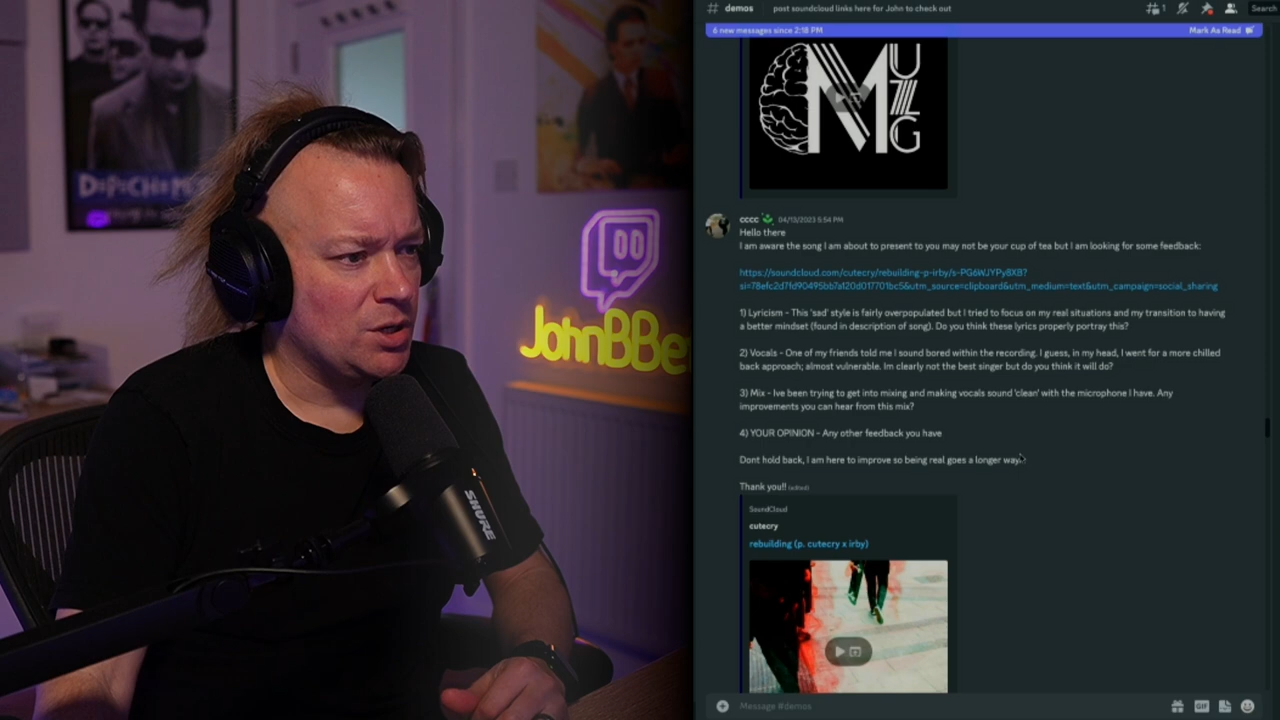 DEPECHE
JohnBBe
SHURE
# demos
post soundcloud links here for John to check out
1
Search
6 new messages since 2:18 PM
Mark As Read
MUZG
cccc
04/13/2023 5:54 PM
Hello there
I am aware the song I am about to present to you may not be your cup of tea but I am looking for some feedback:
https://soundcloud.com/cutecry/rebuilding-p-irby/s-PG6WJYPy8XB?
si=78efc2d7fd90495bb7a120d017701bc5&utm_source=clipboard&utm_medium=text&utm_campaign=social_sharing
1) Lyricism - This 'sad' style is fairly overpopulated but I tried to focus on my real situations and my transition to having
a better mindset (found in description of song). Do you think these lyrics properly portray this?
2) Vocals - One of my friends told me I sound bored within the recording. I guess, in my head, I went for a more chilled
back approach; almost vulnerable. Im clearly not the best singer but do you think it will do?
3) Mix - Ive been trying to get into mixing and making vocals sound 'clean' with the microphone I have. Any
improvements you can hear from this mix?
4) YOUR OPINION - Any other feedback you have
Dont hold back, I am here to improve so being real goes a longer way.
Thank you!! (edited)
SoundCloud
cutecry
rebuilding (p. cutecry x irby)
Message #demos
GIF